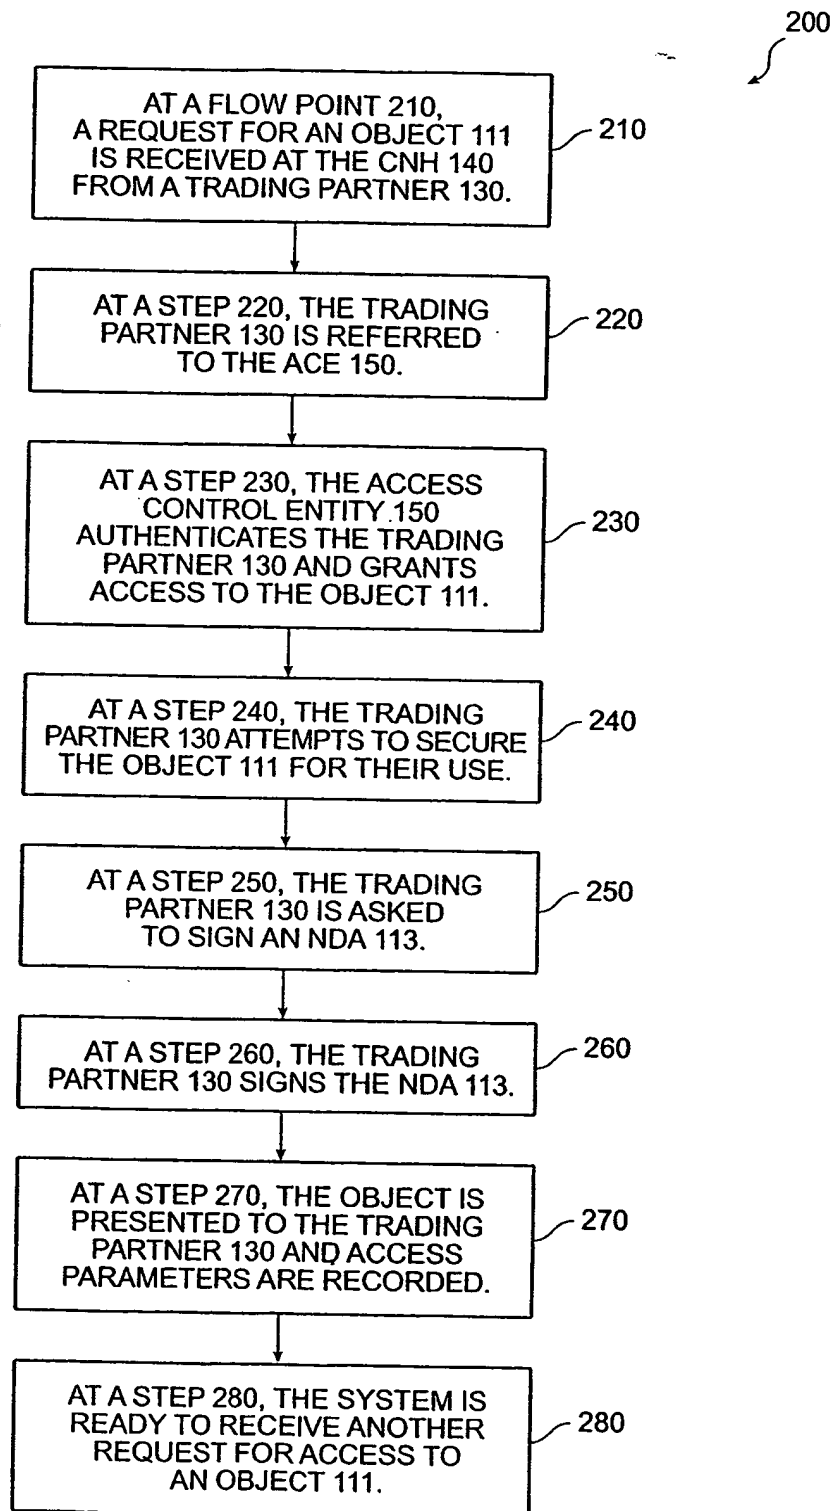 200
AT A FLOW POINT 210,
A REQUEST FOR AN OBJECT 111
IS RECEIVED AT THE CNH 140
FROM A TRADING PARTNER 130.
210
AT A STEP 220, THE TRADING
PARTNER 130 IS REFERRED
TO THE ACE 150.
220
AT A STEP 230, THE ACCESS
CONTROL ENTITY 150
AUTHENTICATES THE TRADING
PARTNER 130 AND GRANTS
ACCESS TO THE OBJECT 111.
230
AT A STEP 240, THE TRADING
PARTNER 130 ATTEMPTS TO SECURE
THE OBJECT 111 FOR THEIR USE.
240
AT A STEP 250, THE TRADING
PARTNER 130 IS ASKED
TO SIGN AN NDA 113.
250
AT A STEP 260, THE TRADING
PARTNER 130 SIGNS THE NDA 113.
260
AT A STEP 270, THE OBJECT IS
PRESENTED TO THE TRADING
PARTNER 130 AND ACCESS
PARAMETERS ARE RECORDED.
270
AT A STEP 280, THE SYSTEM IS
READY TO RECEIVE ANOTHER
REQUEST FOR ACCESS TO
AN OBJECT 111.
280